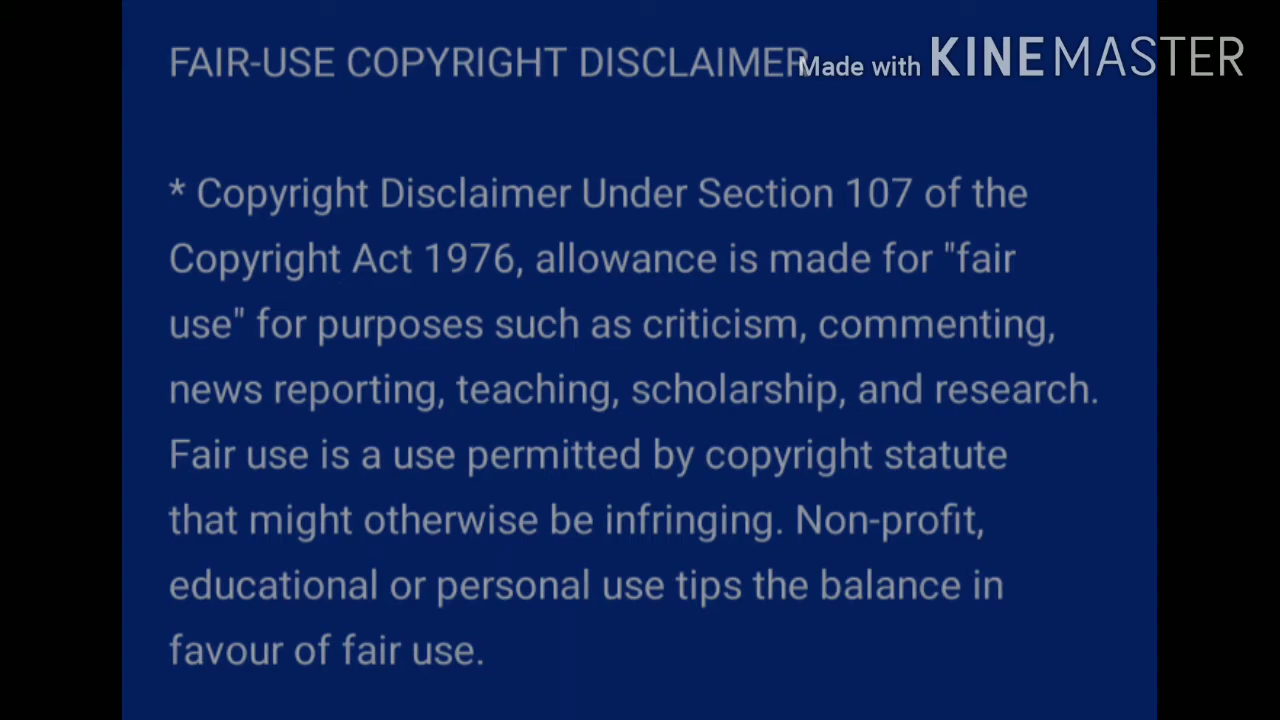 FAIR-USE COPYRIGHT DISCLAIMER
Made with KINEMASTER
* Copyright Disclaimer Under Section 107 of the
Copyright Act 1976, allowance is made for "fair
use" for purposes such as criticism, commenting,
news reporting, teaching, scholarship, and research.
Fair use is a use permitted by copyright statute
that might otherwise be infringing. Non-profit,
educational or personal use tips the balance in
favour of fair use.